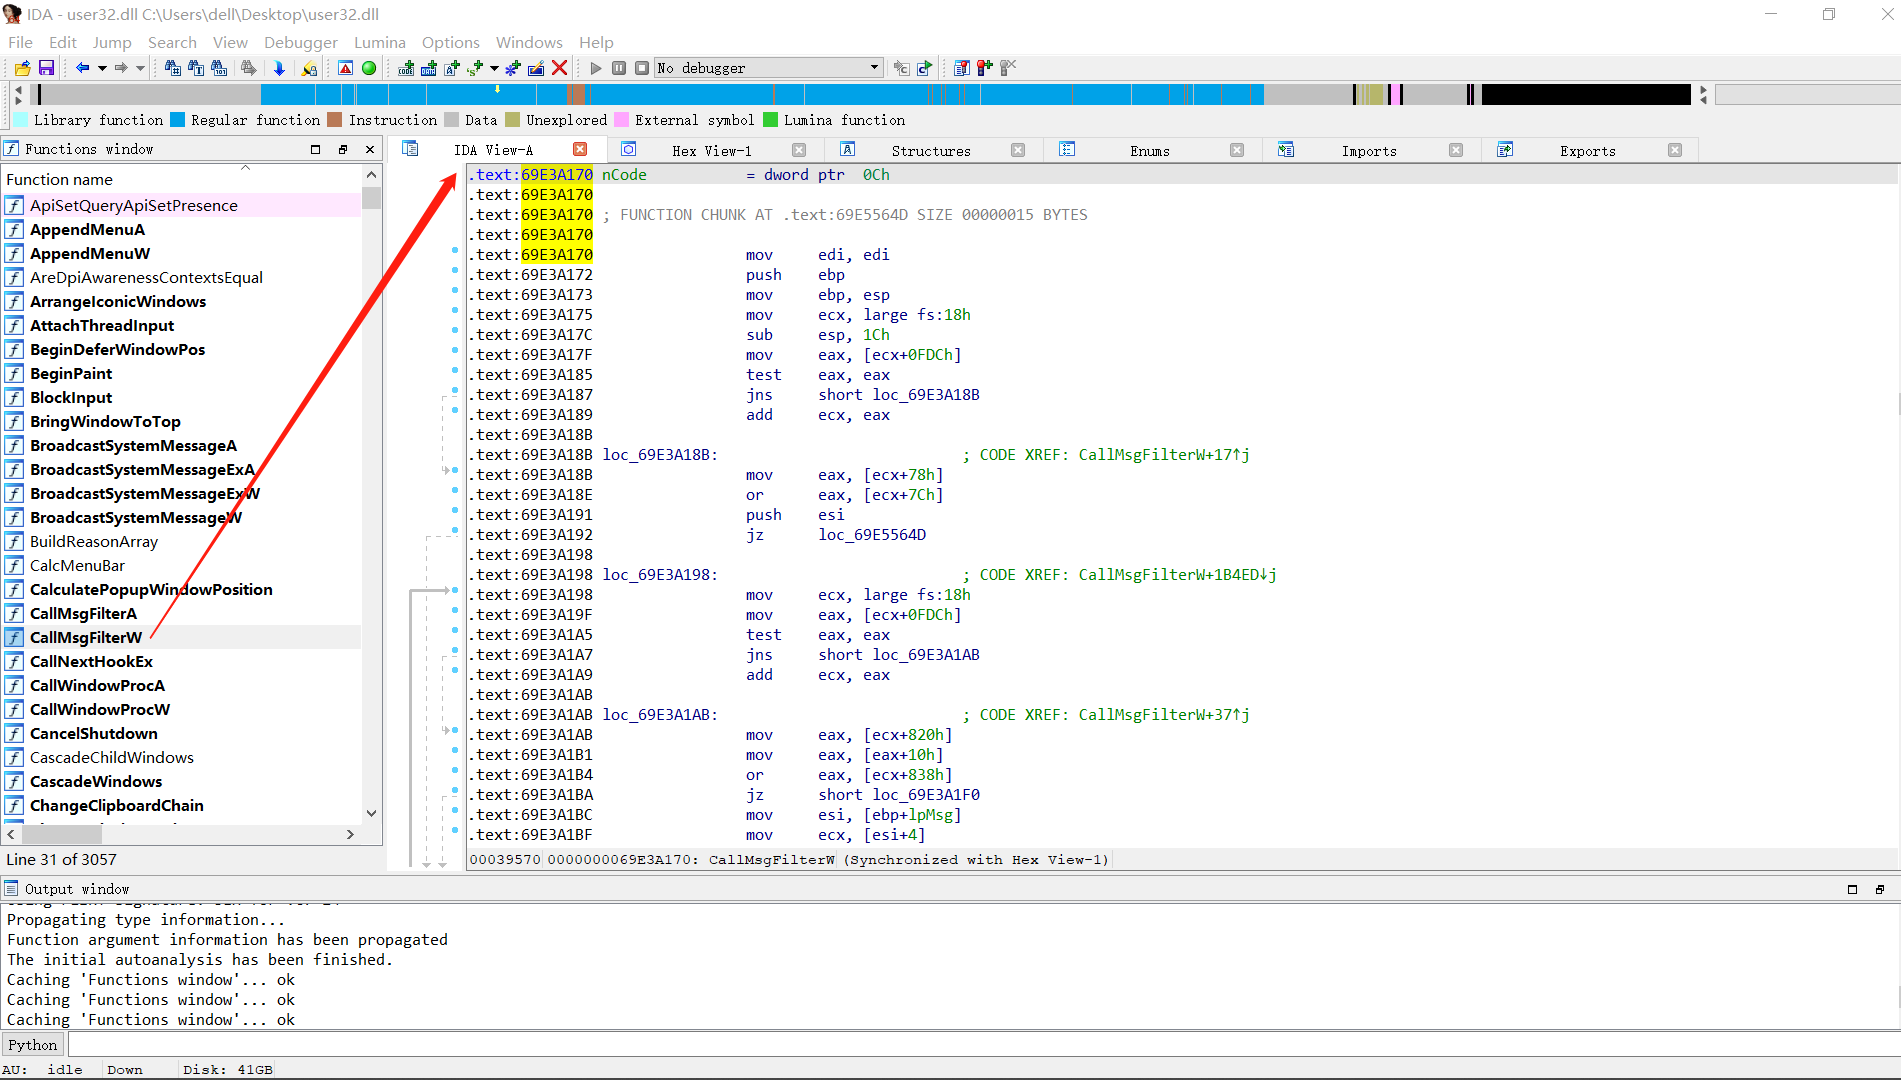 IDA - user32.dll C:\Users\dell\Desktop\user32.dll
File Edit Jump Search View Debugger Lumina Options Windows Help
No debugger
Library function Regular function Instruction Data Unexplored External symbol Lumina function
Functions window
IDA View-A Hex View-1 Structures Enums Imports Exports
Function name
ApiSetQueryApiSetPresence
AppendMenuA
AppendMenuW
AreDpiAwarenessContextsEqual
ArrangeIconicWindows
AttachThreadInput
BeginDeferWindowPos
BeginPaint
BlockInput
BringWindowToTop
BroadcastSystemMessageA
BroadcastSystemMessageExA
BroadcastSystemMessageExW
BroadcastSystemMessageW
BuildReasonArray
CalcMenuBar
CalculatePopupWindowPosition
CallMsgFilterA
CallMsgFilterW
CallNextHookEx
CallWindowProcA
CallWindowProcW
CancelShutdown
CascadeChildWindows
CascadeWindows
ChangeClipboardChain
Line 31 of 3057
.text:69E3A170 nCode = dword ptr 0Ch
.text:69E3A170
.text:69E3A170 ; FUNCTION CHUNK AT .text:69E5564D SIZE 00000015 BYTES
.text:69E3A170
.text:69E3A170 mov edi, edi
.text:69E3A172 push ebp
.text:69E3A173 mov ebp, esp
.text:69E3A175 mov ecx, large fs:18h
.text:69E3A17C sub esp, 1Ch
.text:69E3A17F mov eax, [ecx+0FDCh]
.text:69E3A185 test eax, eax
.text:69E3A187 jns short loc_69E3A18B
.text:69E3A189 add ecx, eax
.text:69E3A18B
.text:69E3A18B loc_69E3A18B: ; CODE XREF: CallMsgFilterW+17↑j
.text:69E3A18B mov eax, [ecx+78h]
.text:69E3A18E or eax, [ecx+7Ch]
.text:69E3A191 push esi
.text:69E3A192 jz loc_69E5564D
.text:69E3A198
.text:69E3A198 loc_69E3A198: ; CODE XREF: CallMsgFilterW+1B4ED↓j
.text:69E3A198 mov ecx, large fs:18h
.text:69E3A19F mov eax, [ecx+0FDCh]
.text:69E3A1A5 test eax, eax
.text:69E3A1A7 jns short loc_69E3A1AB
.text:69E3A1A9 add ecx, eax
.text:69E3A1AB
.text:69E3A1AB loc_69E3A1AB: ; CODE XREF: CallMsgFilterW+37↑j
.text:69E3A1AB mov eax, [ecx+820h]
.text:69E3A1B1 mov eax, [eax+10h]
.text:69E3A1B4 or eax, [ecx+838h]
.text:69E3A1BA jz short loc_69E3A1F0
.text:69E3A1BC mov esi, [ebp+lpMsg]
.text:69E3A1BF mov ecx, [esi+4]
00039570 0000000069E3A170: CallMsgFilterW (Synchronized with Hex View-1)
Output window
Propagating type information...
Function argument information has been propagated
The initial autoanalysis has been finished.
Caching 'Functions window'... ok
Caching 'Functions window'... ok
Caching 'Functions window'... ok
Python
AU: idle Down Disk: 41GB